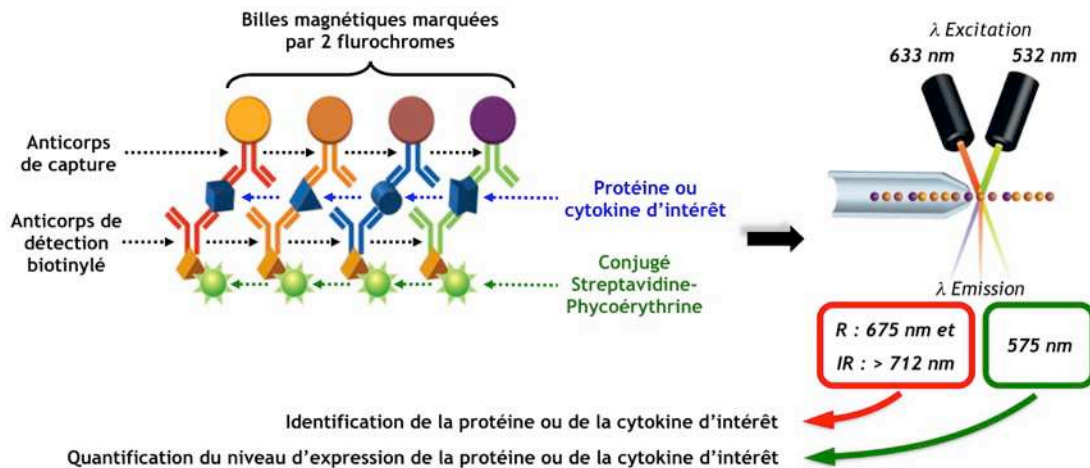 Billes magnétiques marquées
par 2 flurochromes
Anticorps
de capture
Anticorps de
détection
biotinylé
Protéine ou
cytokine d'intérêt
Conjugé
Streptavidine-
Phycoérythrine
λ Excitation
633 nm 532 nm
λ Emission
R : 675 nm et
IR : > 712 nm
575 nm
Identification de la protéine ou de la cytokine d'intérêt
Quantification du niveau d'expression de la protéine ou de la cytokine d'intérêt